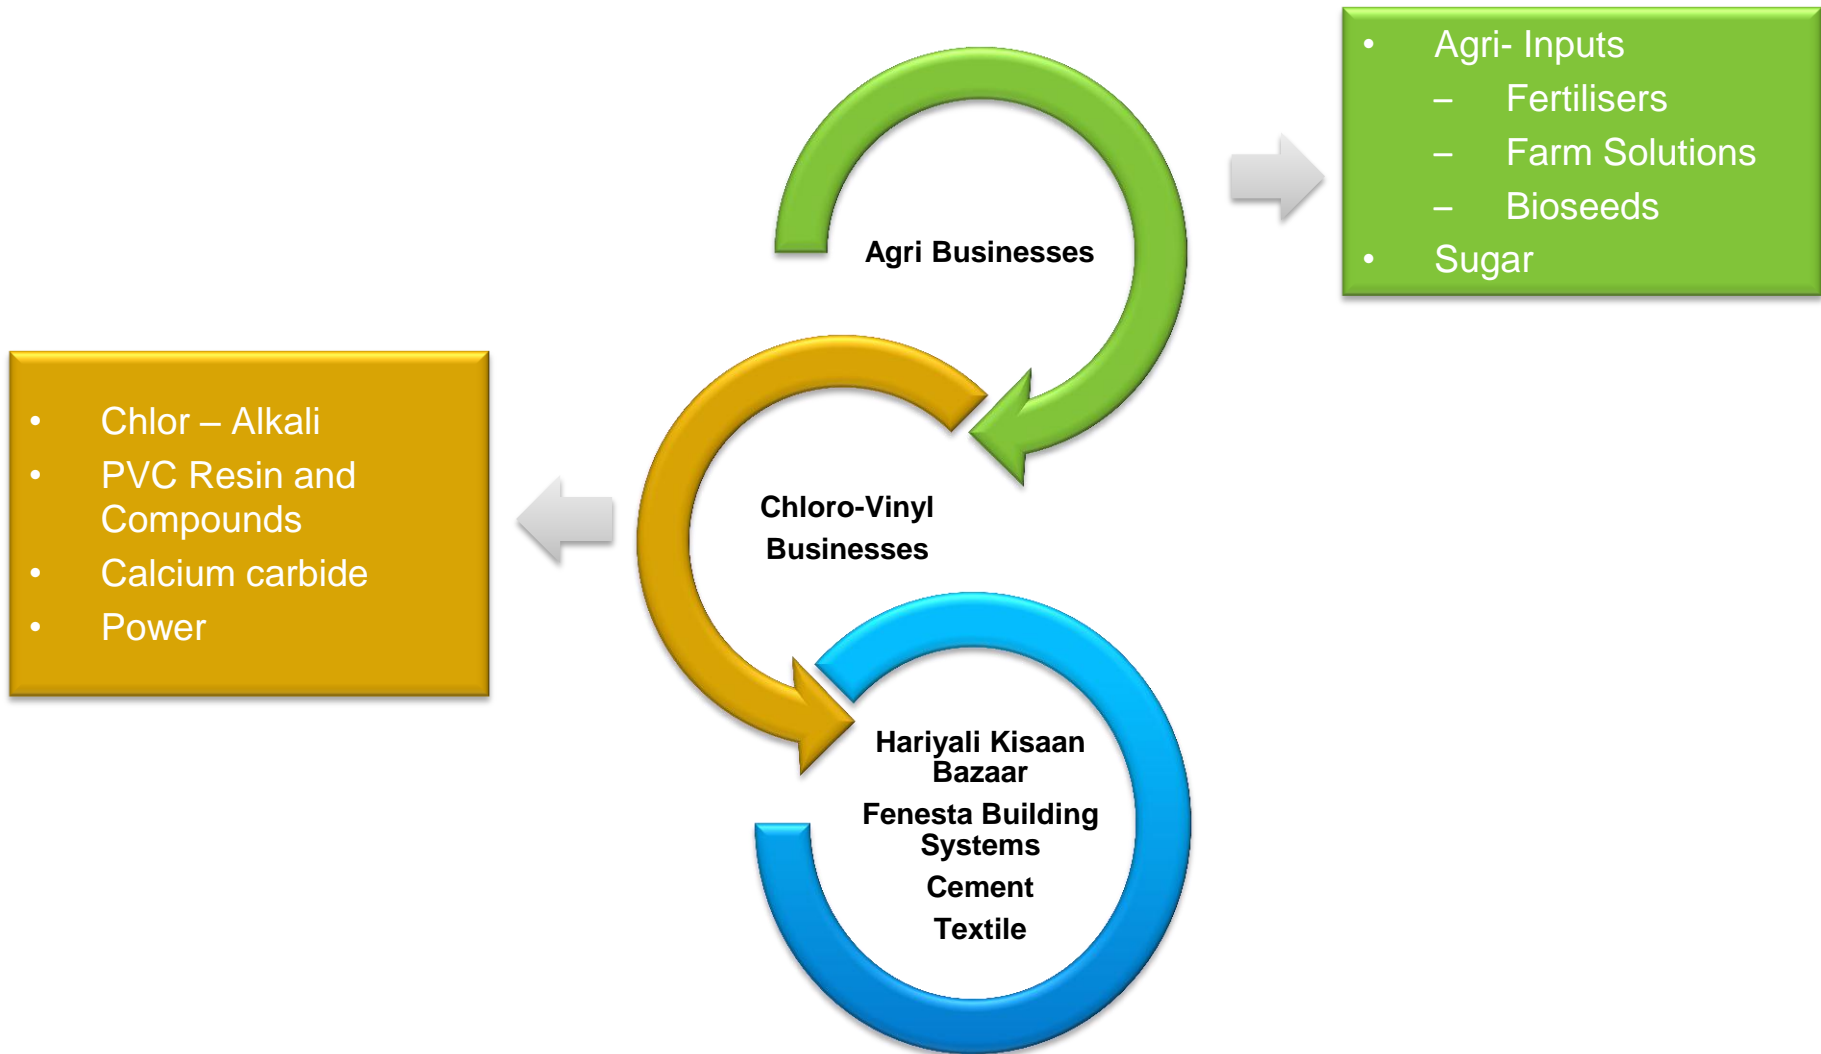 • Agri- Inputs
– Fertilisers
– Farm Solutions
– Bioseeds
• Sugar
Agri Businesses
• Chlor – Alkali
• PVC Resin and
Compounds
• Calcium carbide
• Power
Chloro-Vinyl
Businesses
Hariyali Kisaan
Bazaar
Fenesta Building
Systems
Cement
Textile